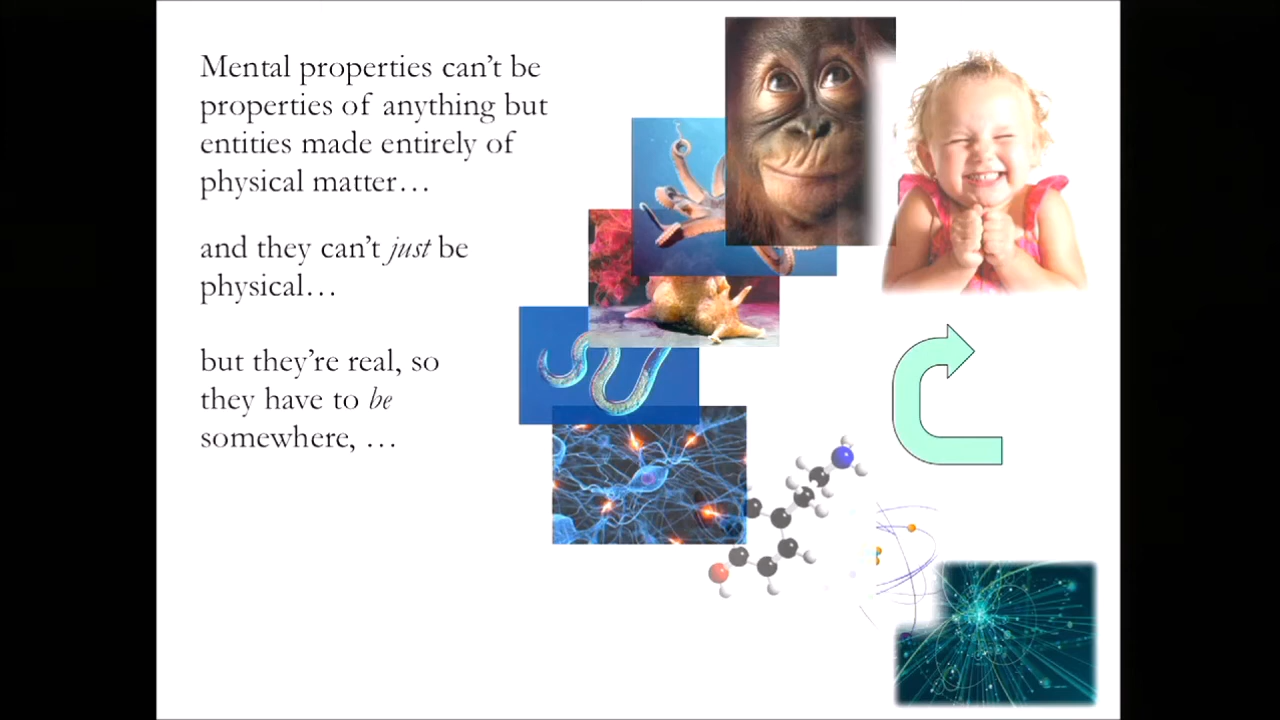 Mental properties can't be
properties of anything but
entities made entirely of
physical matter…
and they can't just be
physical…
but they're real, so
they have to be
somewhere, …